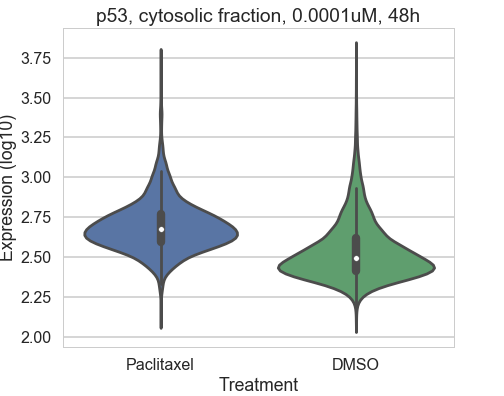 p53, cytosolic fraction, 0.0001uM, 48h
Expression (log10)
3.75
3.50
3.25
3.00
2.75
2.50
2.25
2.00
Paclitaxel DMSO
Treatment